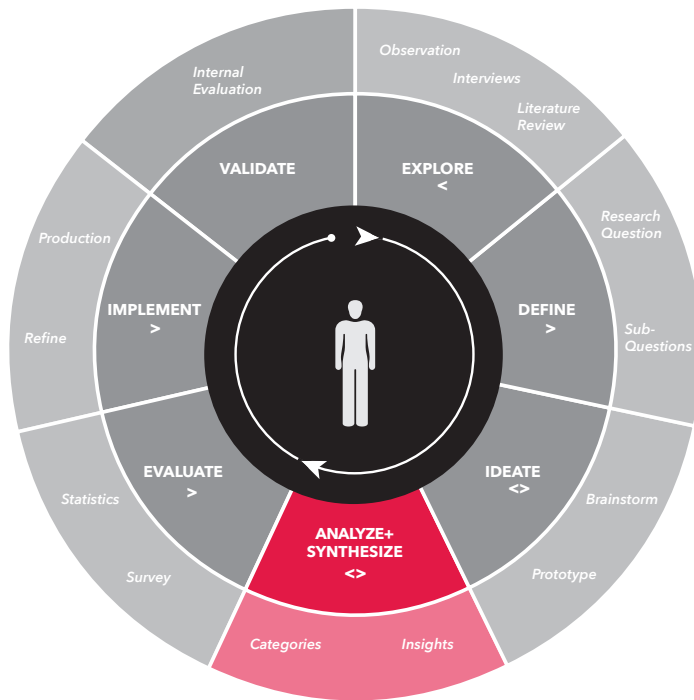 Observation
Interviews
Literature
Review
EXPLORE
<
Research
Question
Sub-
Questions
DEFINE
>
Brainstorm
Prototype
IDEATE
<>
ANALYZE+
SYNTHESIZE
<>
Categories
Insights
Survey
Statistics
EVALUATE
>
Refine
Production
IMPLEMENT
>
Internal
Evaluation
VALIDATE